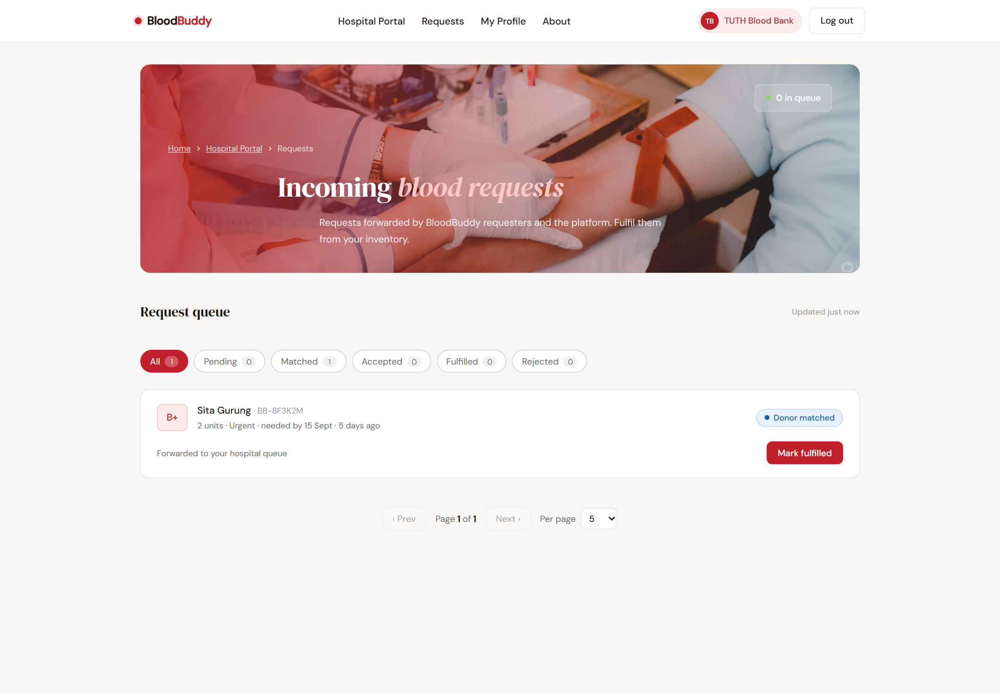 BloodBuddy
Hospital Portal Requests My Profile About
TB TUTH Blood Bank Log out
0 in queue
Home › Hospital Portal › Requests
Incoming blood requests
Requests forwarded by BloodBuddy requesters and the platform. Fulfil them
from your inventory.
Request queue
Updated just now
All 1 Pending 0 Matched 1 Accepted 0 Fulfilled 0 Rejected 0
B+
Sita Gurung · BB-8F3K2M
2 units · Urgent · needed by 15 Sept · 5 days ago
Donor matched
Forwarded to your hospital queue
Mark fulfilled
‹ Prev Page 1 of 1 Next › Per page 5